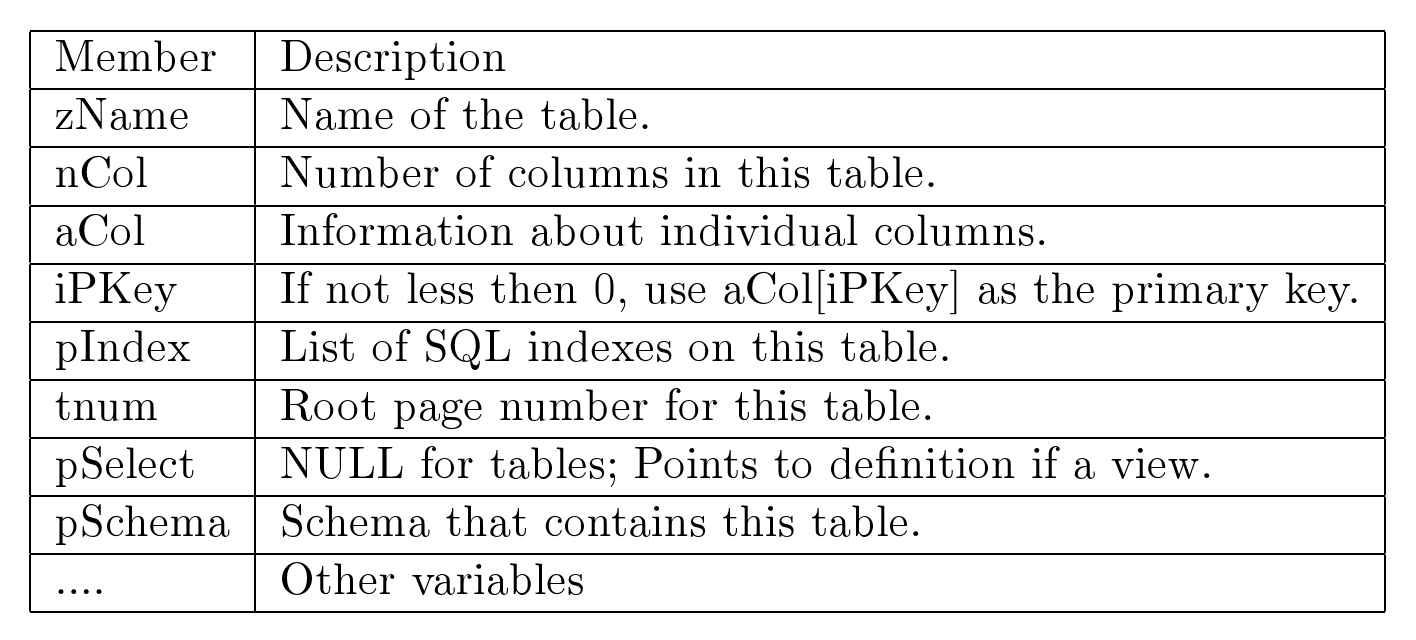 Member Description
zName Name of the table.
nCol Number of columns in this table.
aCol Information about individual columns.
iPKey If not less then 0, use aCol[iPKey] as the primary key.
pIndex List of SQL indexes on this table.
tnum Root page number for this table.
pSelect NULL for tables; Points to definition if a view.
pSchema Schema that contains this table.
.... Other variables